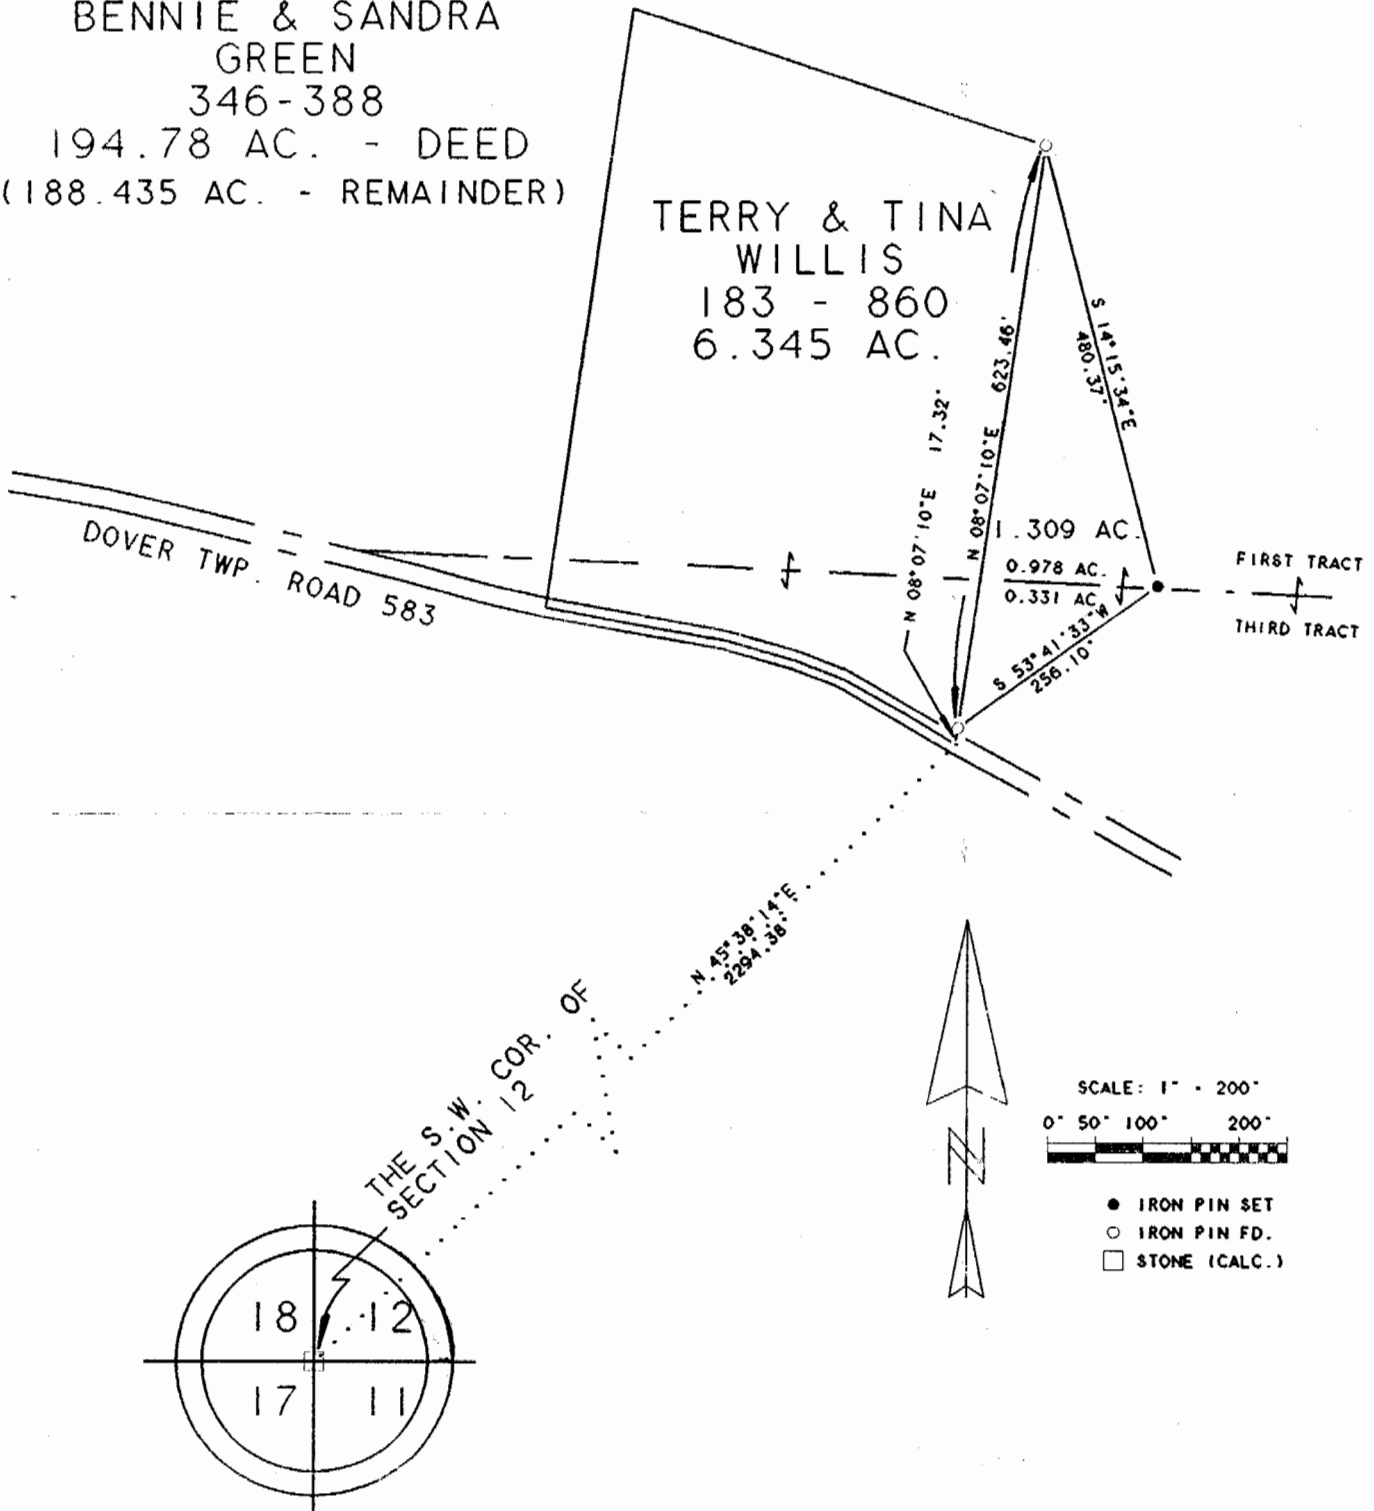 BENNIE & SANDRA
GREEN
346-388
194.78 AC. - DEED
(188.435 AC. - REMAINDER)
TERRY & TINA
WILLIS
183 - 860
6.345 AC.
S 14°15'34"E
480.37'
N 08°07'10"E 623.46'
N 08°07'10"E 17.32'
1.309 AC.
0.978 AC.
0.331 AC.
FIRST TRACT
THIRD TRACT
S 53°41'33"W
256.10'
DOVER TWP. ROAD 583
N 45°38'14"E
2294.38'
THE S.W. COR. OF
SECTION 12
N
SCALE: 1" - 200'
0' 50' 100' 200'
IRON PIN SET
IRON PIN FD.
STONE (CALC.)
18 12
17 11